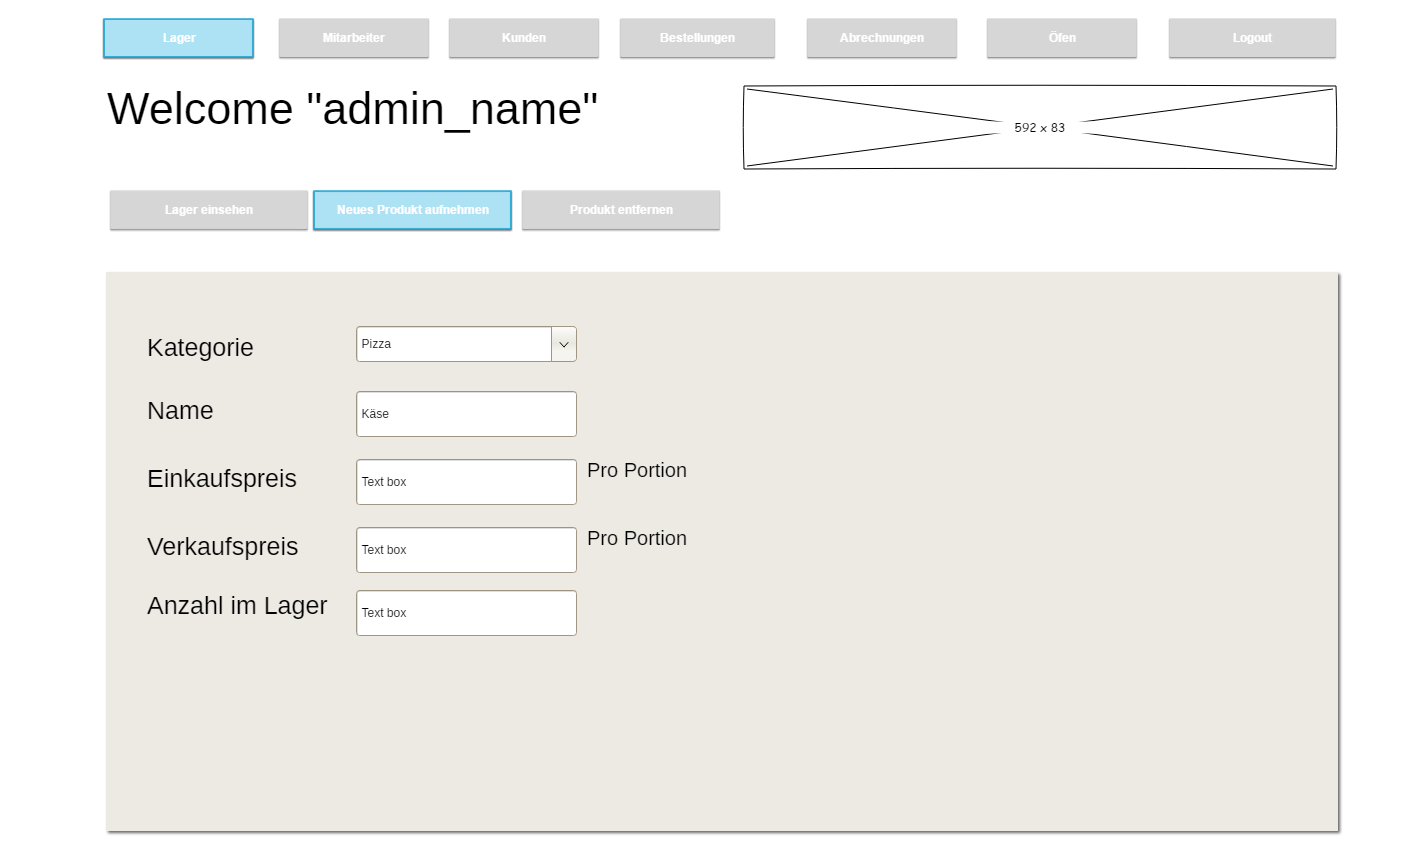 Lager Mitarbeiter Kunden Bestellungen Abrechnungen Öfen Logout
Welcome "admin_name"
592 x 83
Lager einsehen Neues Produkt aufnehmen Produkt entfernen
Kategorie Pizza
Name Käse
Einkaufspreis Text box Pro Portion
Verkaufspreis Text box Pro Portion
Anzahl im Lager Text box